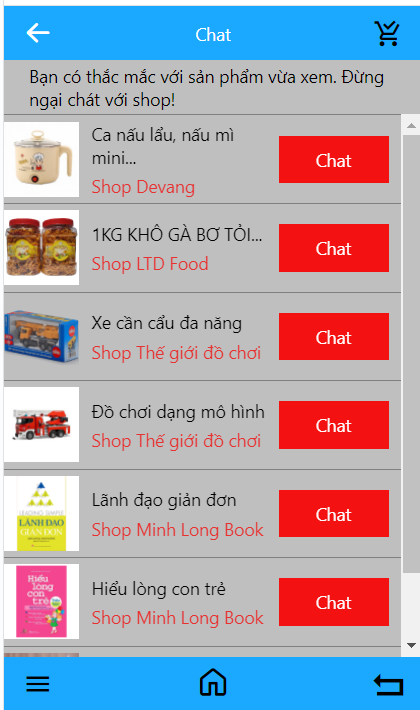 Chat
Bạn có thắc mắc với sản phẩm vừa xem. Đừng
ngại chát với shop!
Ca nấu lẩu, nấu mì
mini...
Shop Devang
Chat
1KG KHÔ GÀ BƠ TỎI...
Shop LTD Food
Chat
Xe cần cẩu đa năng
Shop Thế giới đồ chơi
Chat
Đồ chơi dạng mô hình
Shop Thế giới đồ chơi
Chat
LEADING SIMPLE
LÃNH ĐẠO
GIẢN ĐƠN
Lãnh đạo giản đơn
Shop Minh Long Book
Chat
Hiểu
lòng
con trẻ
Hiểu lòng con trẻ
Shop Minh Long Book
Chat